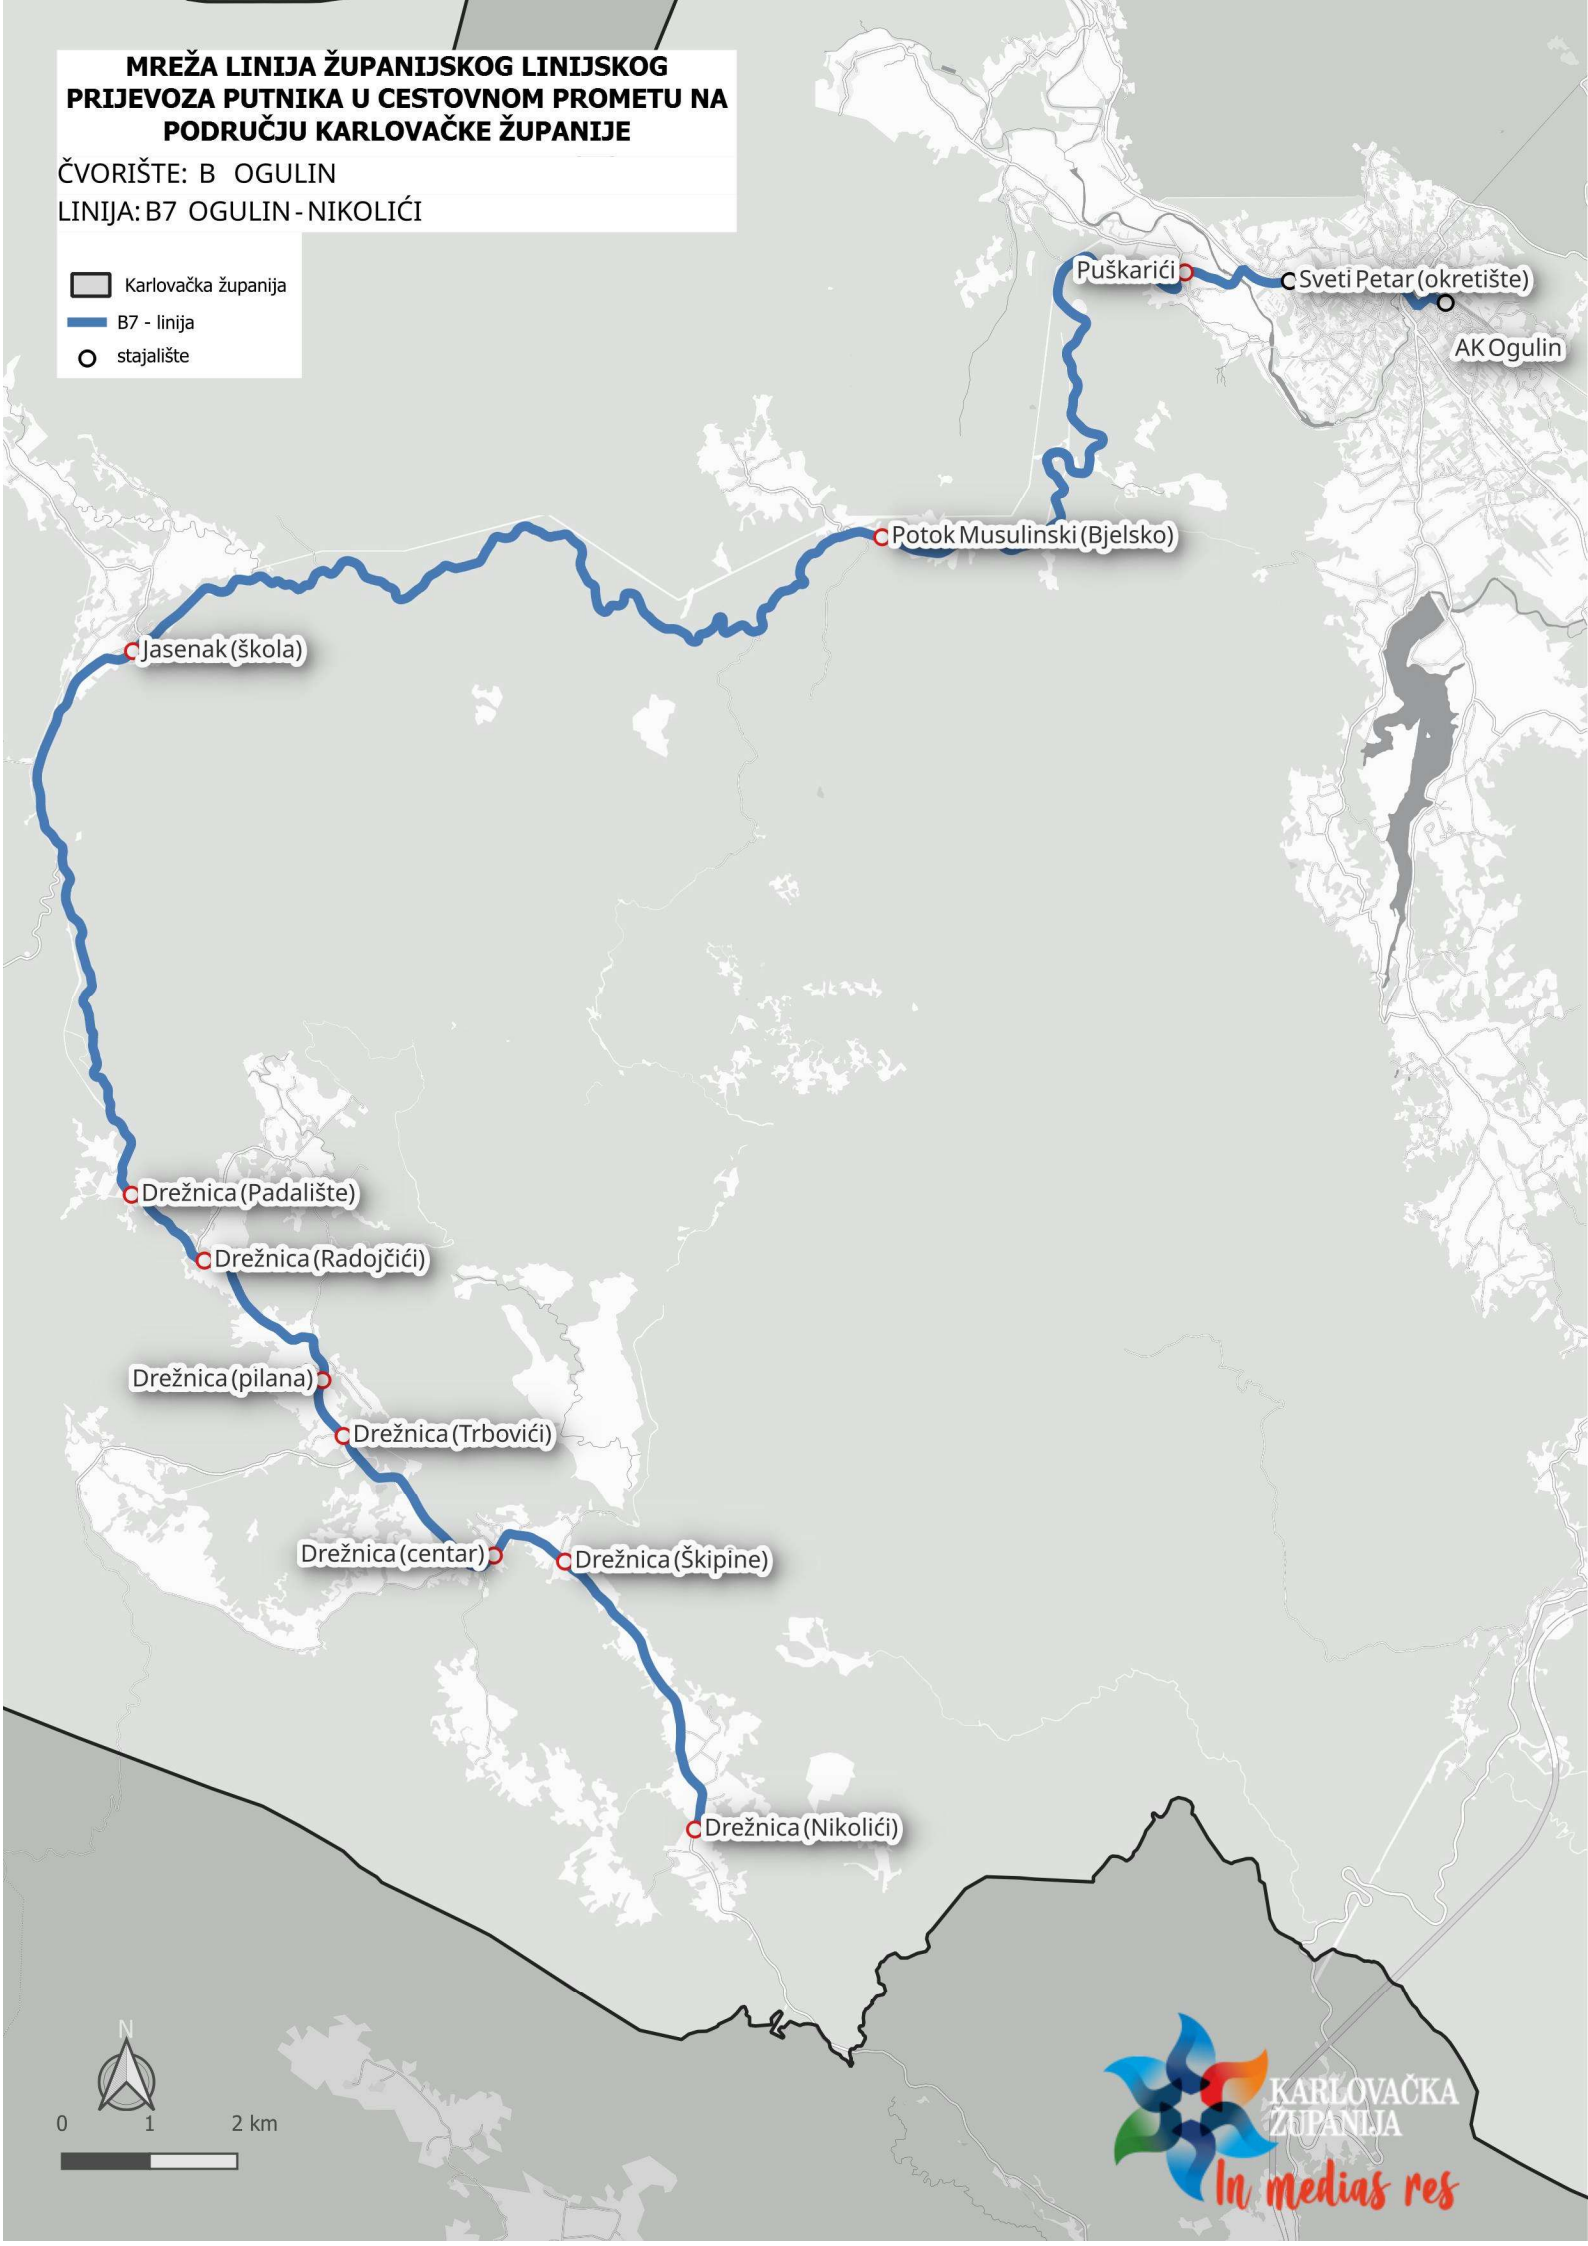 MREŽA LINIJA ŽUPANIJSKOG LINIJSKOG
PRIJEVOZA PUTNIKA U CESTOVNOM PROMETU NA
PODRUČJU KARLOVAČKE ŽUPANIJE
ČVORIŠTE: B OGULIN
LINIJA: B7 OGULIN - NIKOLIĆI
Karlovačka županija
B7 - linija
stajalište
Puškarići
Sveti Petar (okretište)
AK Ogulin
Potok Musulinski (Bjelsko)
Jasenak (škola)
Drežnica (Padalište)
Drežnica (Radojčići)
Drežnica (pilana)
Drežnica (Trbovići)
Drežnica (centar)
Drežnica (Škipine)
Drežnica (Nikolići)
N
0 1 2 km
KARLOVAČKA
ŽUPANIJA
In medias res